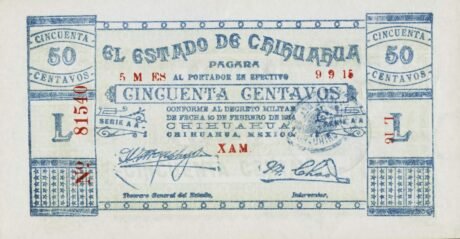 CINCUENTA
50
CENTAVOS
EL ESTADO DE CHIHUAHUA
PAGARA
CINCUENTA
50
CENTAVOS
5 M ES
AL PORTADOR EN EFECTIVO
9 9 15
CINCUENTA CENTAVOS
CONFORME AL DECRETO MILITAR
DE FECHA 10 DE FEBRERO DE
SERIE A A
SERIE A A
L
L
Nº 81540
L 16
CHIHUAHUA
CHIHUAHUA, MEXICO
XAM
Tesorero General del Estado,
Interventor,